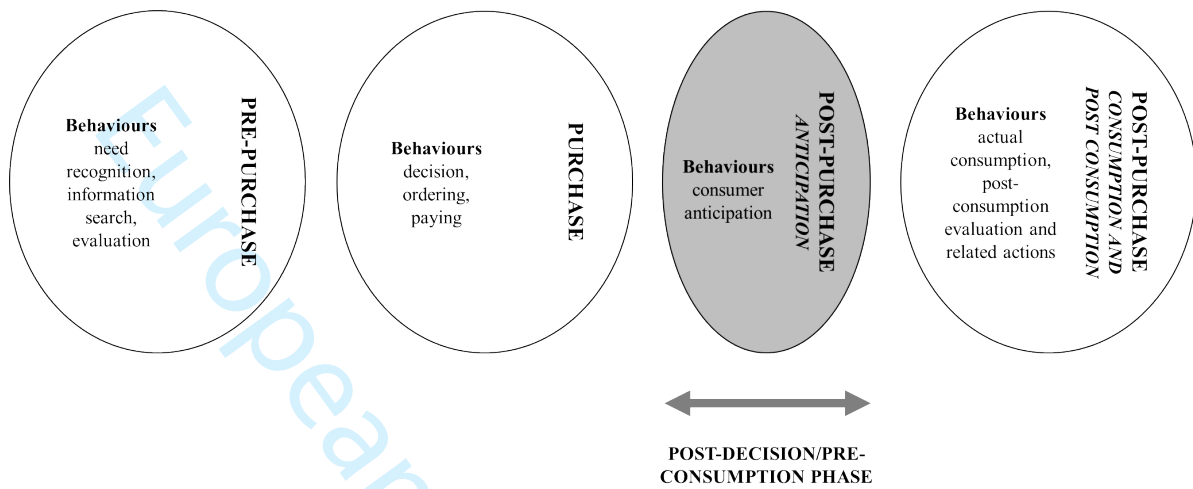 Behaviours
need
recognition,
information
search,
evaluation
PRE-PURCHASE
Behaviours
decision,
ordering,
paying
PURCHASE
Behaviours
consumer
anticipation
POST-PURCHASE
ANTICIPATION
Behaviours
actual
consumption,
post-
consumption
evaluation and
related actions
POST-PURCHASE
CONSUMPTION AND
POST CONSUMPTION
POST-DECISION/PRE-
CONSUMPTION PHASE
European